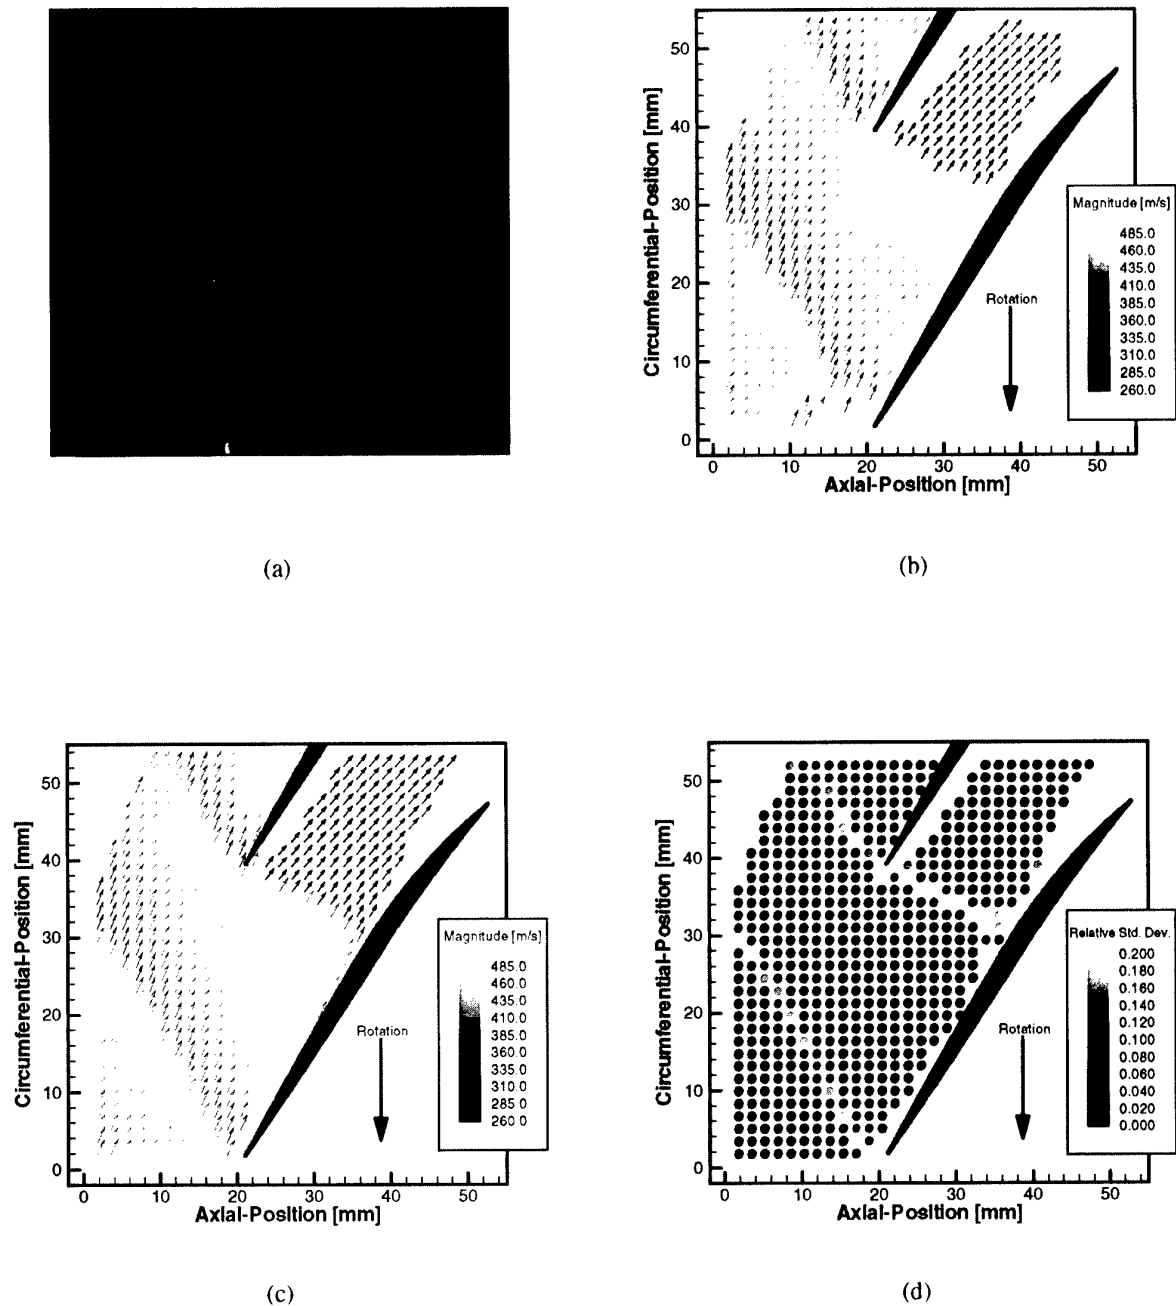 50
40
30
20
10
0
Circumferential-Position [mm]
0 10 20 30 40 50
Axial-Position [mm]
Rotation
Magnitude [m/s]
485.0
460.0
435.0
410.0
385.0
360.0
335.0
310.0
285.0
260.0
(a)
(b)
50
40
30
20
10
0
Circumferential-Position [mm]
0 10 20 30 40 50
Axial-Position [mm]
Rotation
Magnitude [m/s]
485.0
460.0
435.0
410.0
385.0
360.0
335.0
310.0
285 0
260 0
50
40
30
20
10
0
Circumferential-Position [mm]
0 10 20 30 40 50
Axial-Position [mm]
Rotation
Relative Std. Dev.
0.200
0.180
0.160
0.140
0.120
0.100
0.080
0.060
0.040
0.020
0.000
(c)
(d)